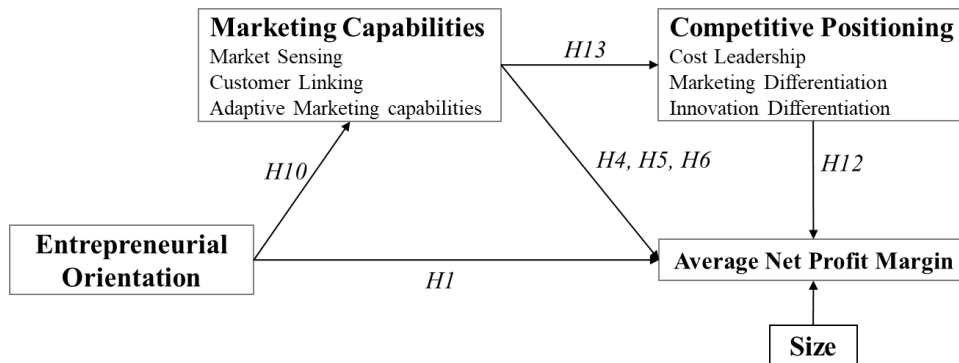 Marketing Capabilities
Market Sensing
Customer Linking
Adaptive Marketing capabilities
H13
Competitive Positioning
Cost Leadership
Marketing Differentiation
Innovation Differentiation
H10
H4, H5, H6
H12
Entrepreneurial
Orientation
H1
Average Net Profit Margin
Size